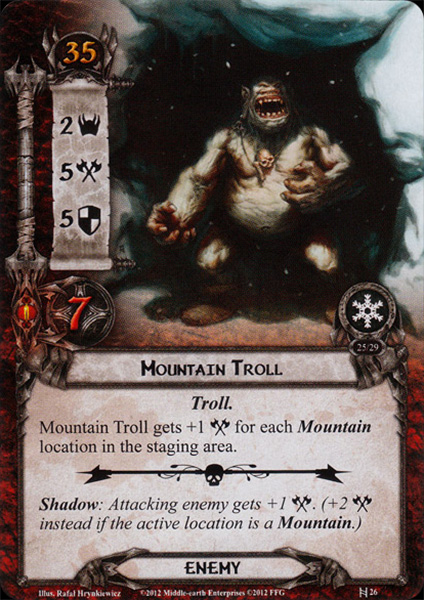 35
2
5
5
7
25/29
MOUNTAIN TROLL
Troll.
Mountain Troll gets +1 for each Mountain
location in the staging area.
Shadow: Attacking enemy gets +1 . (+2
instead if the active location is a Mountain.)
ENEMY
Illus. Rafał Hrynkiewicz ©2012 Middle-earth Enterprises ©2012 FFG 26